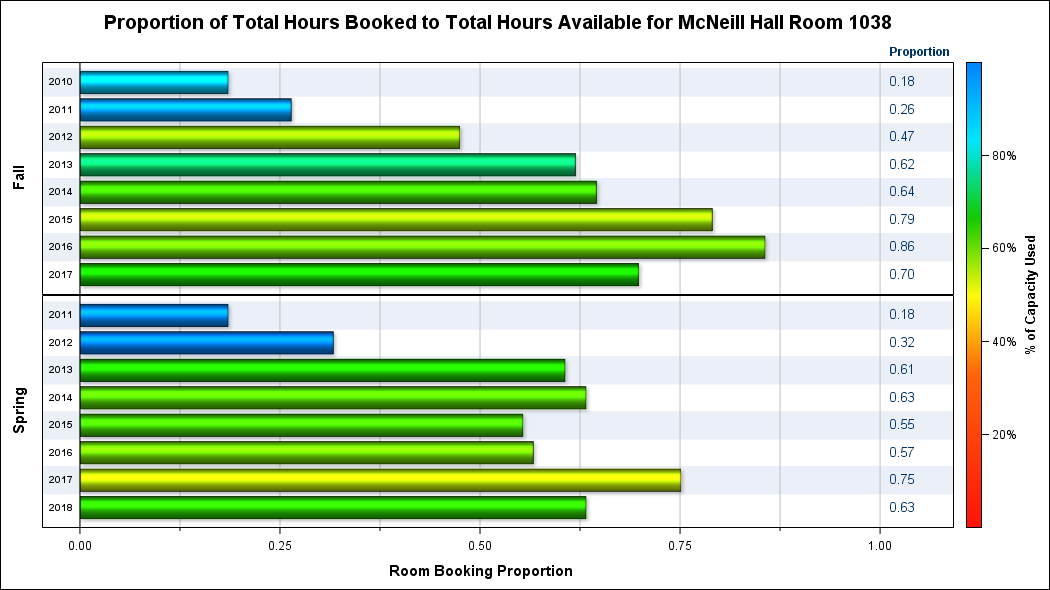 Proportion of Total Hours Booked to Total Hours Available for McNeill Hall Room 1038
Proportion
Fall
2010 0.18
2011 0.26
2012 0.47
2013 0.62
2014 0.64
2015 0.79
2016 0.86
2017 0.70
Spring
2011 0.18
2012 0.32
2013 0.61
2014 0.63
2015 0.55
2016 0.57
2017 0.75
2018 0.63
0.00 0.25 0.50 0.75 1.00
Room Booking Proportion
80%
60%
40%
20%
% of Capacity Used